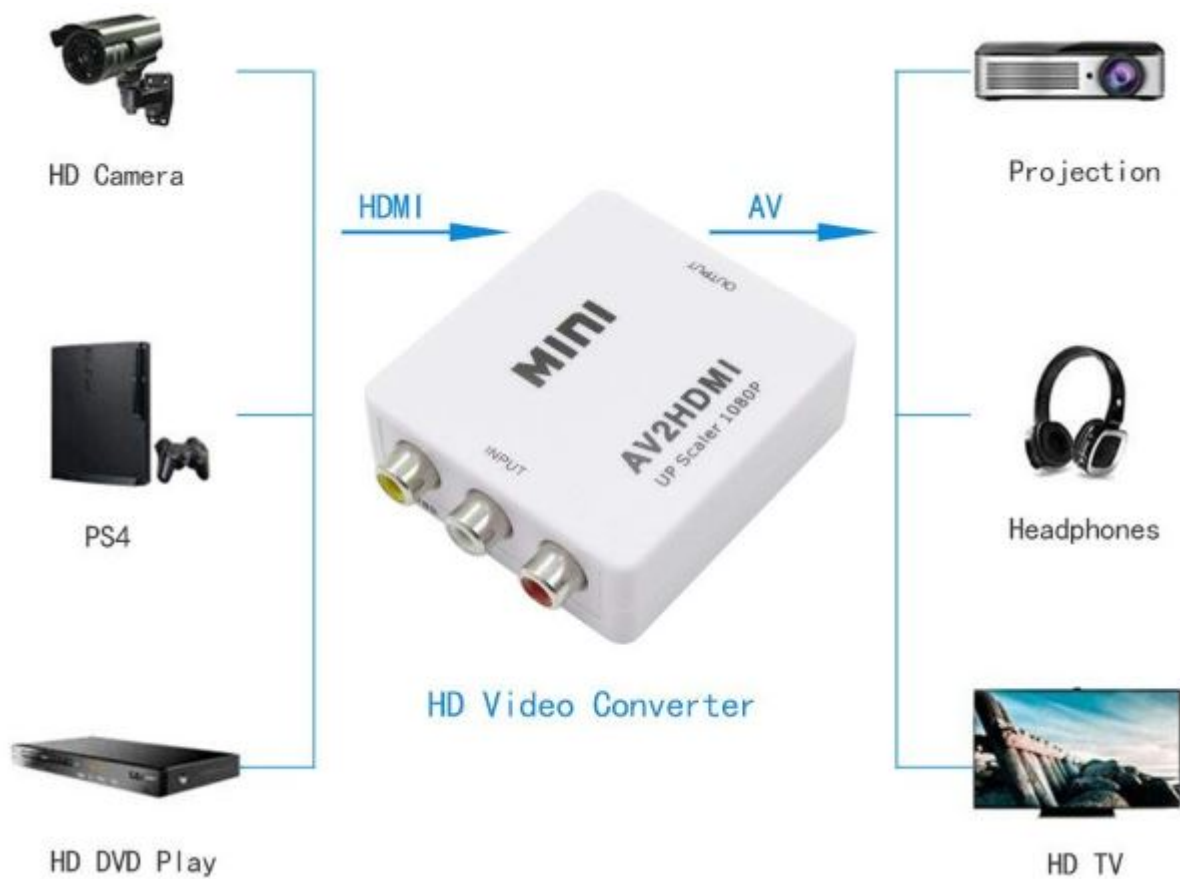 HD Camera
Projection
HDMI
AV
OUTPUT
MINI
AV2HDMI
UP Scaler 1080P
INPUT
PS4
Headphones
HD Video Converter
HD DVD Play
HD TV